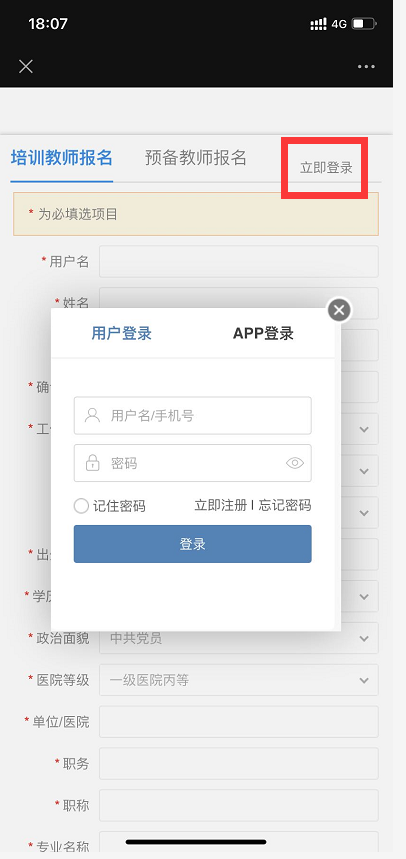 18:07
4G
培训教师报名 预备教师报名 立即登录
* 为必填选项目
* 用户名
* 姓名
用户登录 APP登录
* 确
* 工
用户名/手机号
密码
记住密码 立即注册 | 忘记密码
登录
* 出
* 学历
* 政治面貌 中共党员
* 医院等级 一级医院丙等
* 单位/医院
* 职务
* 职称
* 专业名称